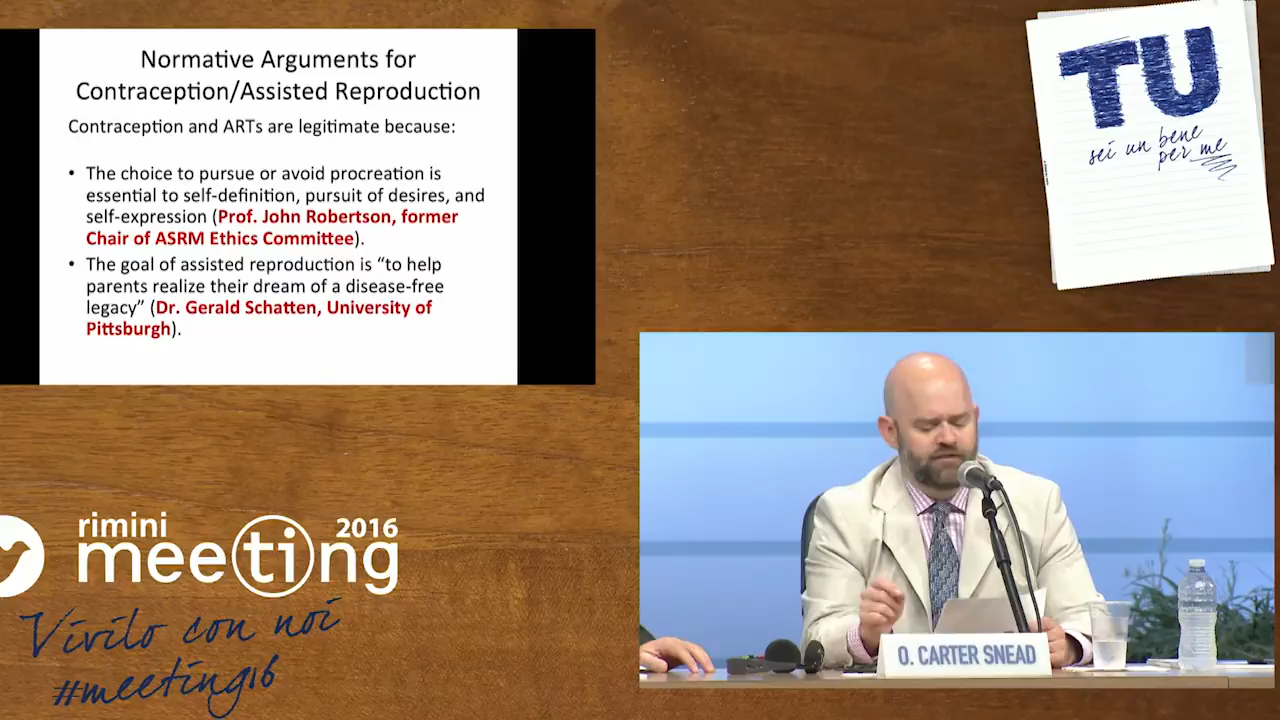 Normative Arguments for
Contraception/Assisted Reproduction
Contraception and ARTs are legitimate because:
• The choice to pursue or avoid procreation is
essential to self-definition, pursuit of desires, and
self-expression (Prof. John Robertson, former
Chair of ASRM Ethics Committee).
• The goal of assisted reproduction is “to help
parents realize their dream of a disease-free
legacy” (Dr. Gerald Schatten, University of
Pittsburgh).
TU
sei un bene
per me
O. CARTER SNEAD
rimini 2016
meeting
Vivilo con noi
#meeting16